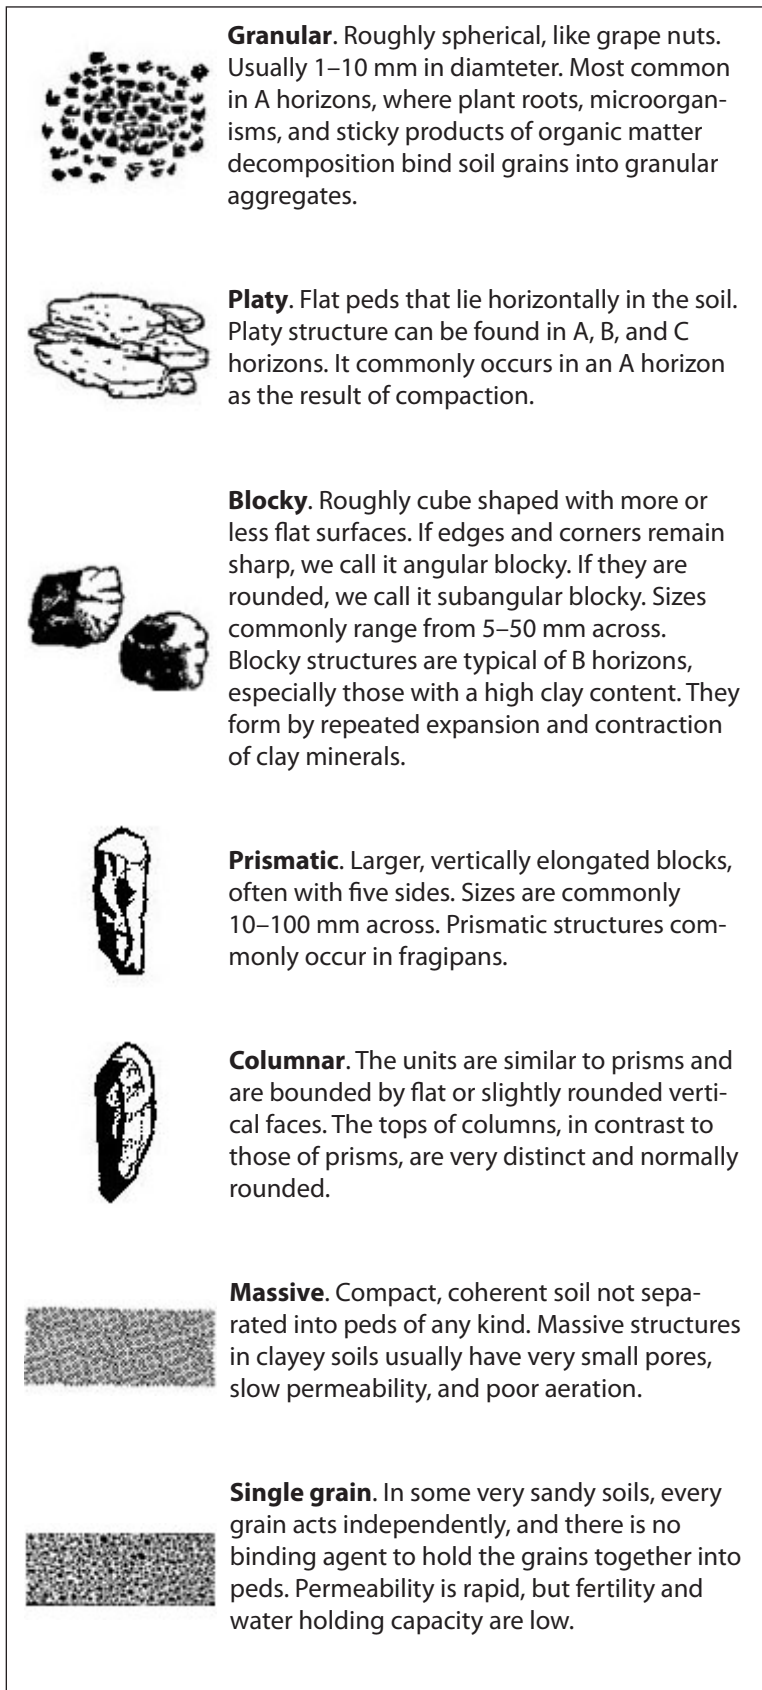 Granular. Roughly spherical, like grape nuts.
Usually 1–10 mm in diamteter. Most common
in A horizons, where plant roots, microorgan-
isms, and sticky products of organic matter
decomposition bind soil grains into granular
aggregates.
Platy. Flat peds that lie horizontally in the soil.
Platy structure can be found in A, B, and C
horizons. It commonly occurs in an A horizon
as the result of compaction.
Blocky. Roughly cube shaped with more or
less flat surfaces. If edges and corners remain
sharp, we call it angular blocky. If they are
rounded, we call it subangular blocky. Sizes
commonly range from 5–50 mm across.
Blocky structures are typical of B horizons,
especially those with a high clay content. They
form by repeated expansion and contraction
of clay minerals.
Prismatic. Larger, vertically elongated blocks,
often with five sides. Sizes are commonly
10–100 mm across. Prismatic structures com-
monly occur in fragipans.
Columnar. The units are similar to prisms and
are bounded by flat or slightly rounded verti-
cal faces. The tops of columns, in contrast to
those of prisms, are very distinct and normally
rounded.
Massive. Compact, coherent soil not sepa-
rated into peds of any kind. Massive structures
in clayey soils usually have very small pores,
slow permeability, and poor aeration.
Single grain. In some very sandy soils, every
grain acts independently, and there is no
binding agent to hold the grains together into
peds. Permeability is rapid, but fertility and
water holding capacity are low.